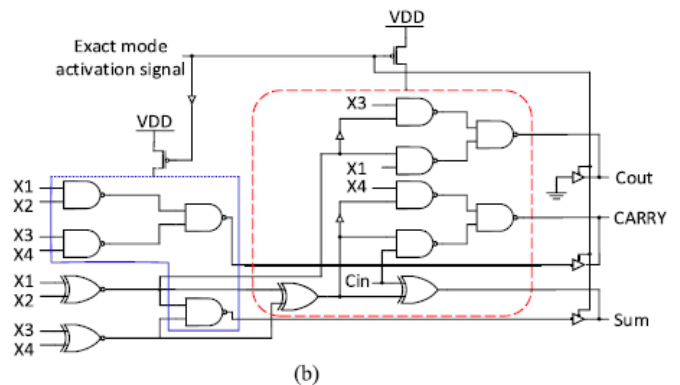 VDD
Exact mode
activation signal
X3
VDD
X1
X1
X4
Cout
X2
X3
CARRY
X4
X1
Cin
X2
X3
Sum
X4
(b)